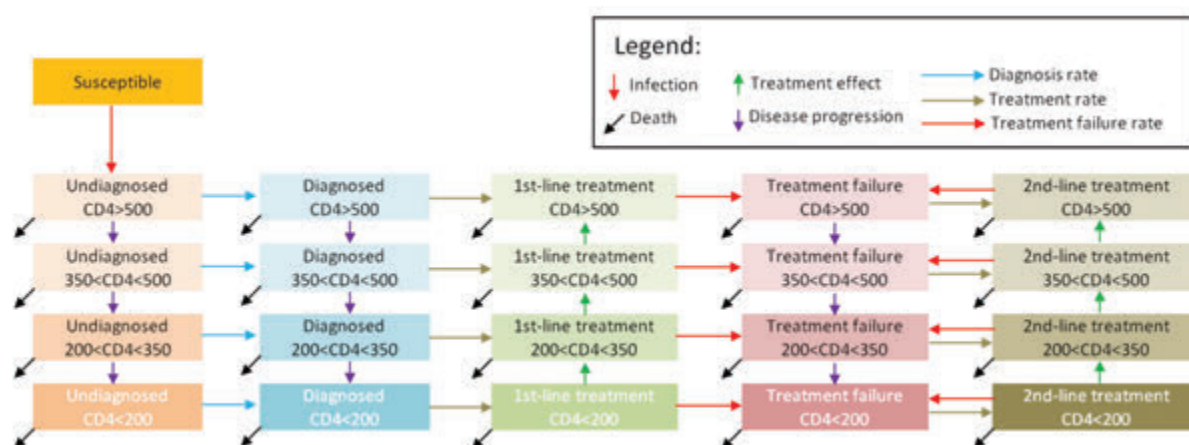 Legend:
Infection
Treatment effect
Diagnosis rate
Treatment rate
Death
Disease progression
Treatment failure rate
Susceptible
Undiagnosed
CD4>500
Diagnosed
CD4>500
1st-line treatment
CD4>500
Treatment failure
CD4>500
2nd-line treatment
CD4>500
Undiagnosed
350<CD4<500
Diagnosed
350<CD4<500
1st-line treatment
350<CD4<500
Treatment failure
350<CD4<500
2nd-line treatment
350<CD4<500
Undiagnosed
200<CD4<350
Diagnosed
200<CD4<350
1st-line treatment
200<CD4<350
Treatment failure
200<CD4<350
2nd-line treatment
200<CD4<350
Undiagnosed
CD4<200
Diagnosed
CD4<200
1st-line treatment
CD4<200
Treatment failure
CD4<200
2nd-line treatment
CD4<200